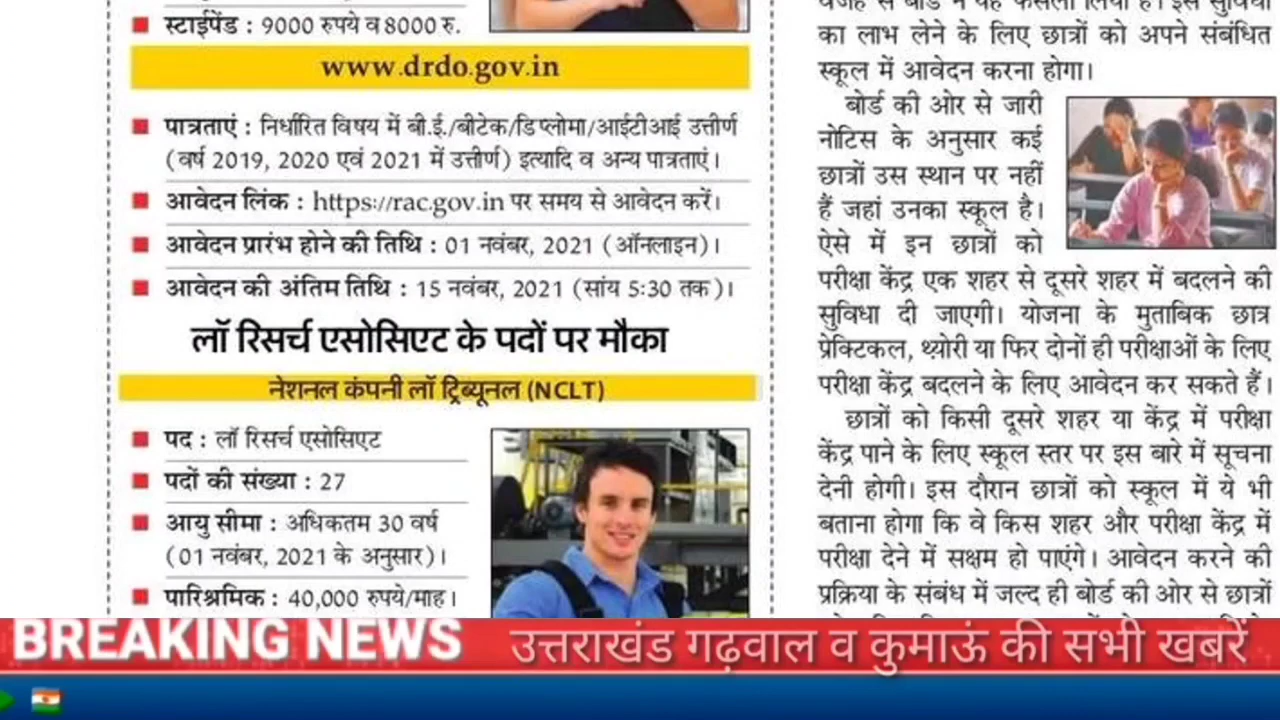 स्टाईपेंड : 9000 रुपये व 8000 रु.
www.drdo.gov.in
पात्रताएं : निर्धारित विषय में बी.ई./बीटेक/डिप्लोमा/आईटीआई उत्तीर्ण
(वर्ष 2019, 2020 एवं 2021 में उत्तीर्ण) इत्यादि व अन्य पात्रताएं।
आवेदन लिंक : https://rac.gov.in पर समय से आवेदन करें।
आवेदन प्रारंभ होने की तिथि : 01 नवंबर, 2021 (ऑनलाइन)।
आवेदन की अंतिम तिथि : 15 नवंबर, 2021 (सांय 5:30 तक)।
लॉ रिसर्च एसोसिएट के पदों पर मौका
नेशनल कंपनी लॉ ट्रिब्यूनल (NCLT)
पद : लॉ रिसर्च एसोसिएट
पदों की संख्या : 27
आयु सीमा : अधिकतम 30 वर्ष
(01 नवंबर, 2021 के अनुसार)।
पारिश्रमिक : 40,000 रुपये/माह।
वजह से बोर्ड ने यह फैसला लिया है। इस सुविधा
का लाभ लेने के लिए छात्रों को अपने संबंधित
स्कूल में आवेदन करना होगा।
बोर्ड की ओर से जारी
नोटिस के अनुसार कई
छात्रों उस स्थान पर नहीं
हैं जहां उनका स्कूल है।
ऐसे में इन छात्रों को
परीक्षा केंद्र एक शहर से दूसरे शहर में बदलने की
सुविधा दी जाएगी। योजना के मुताबिक छात्र
प्रेक्टिकल, थ्योरी या फिर दोनों ही परीक्षाओं के लिए
परीक्षा केंद्र बदलने के लिए आवेदन कर सकते हैं।
छात्रों को किसी दूसरे शहर या केंद्र में परीक्षा
केंद्र पाने के लिए स्कूल स्तर पर इस बारे में सूचना
देनी होगी। इस दौरान छात्रों को स्कूल में ये भी
बताना होगा कि वे किस शहर और परीक्षा केंद्र में
परीक्षा देने में सक्षम हो पाएंगे। आवेदन करने की
प्रक्रिया के संबंध में जल्द ही बोर्ड की ओर से छात्रों
BREAKING NEWS उत्तराखंड गढ़वाल व कुमाऊं की सभी खबरें